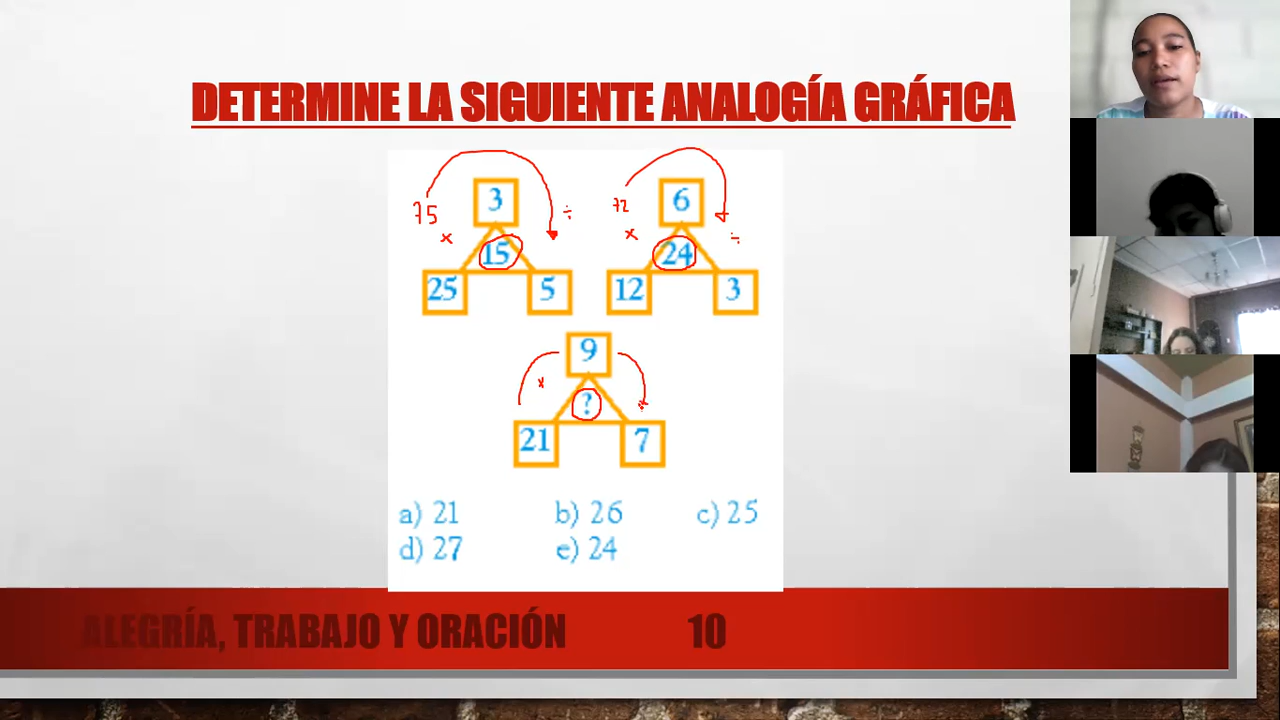 DETERMINE LA SIGUIENTE ANALOGÍA GRÁFICA
3 6
75 ÷ 72
x 15 x 24 ÷
25 5 12 3
9
x
?
21 7
a) 21 b) 26 c) 25
d) 27 e) 24
ALEGRÍA, TRABAJO Y ORACIÓN 10